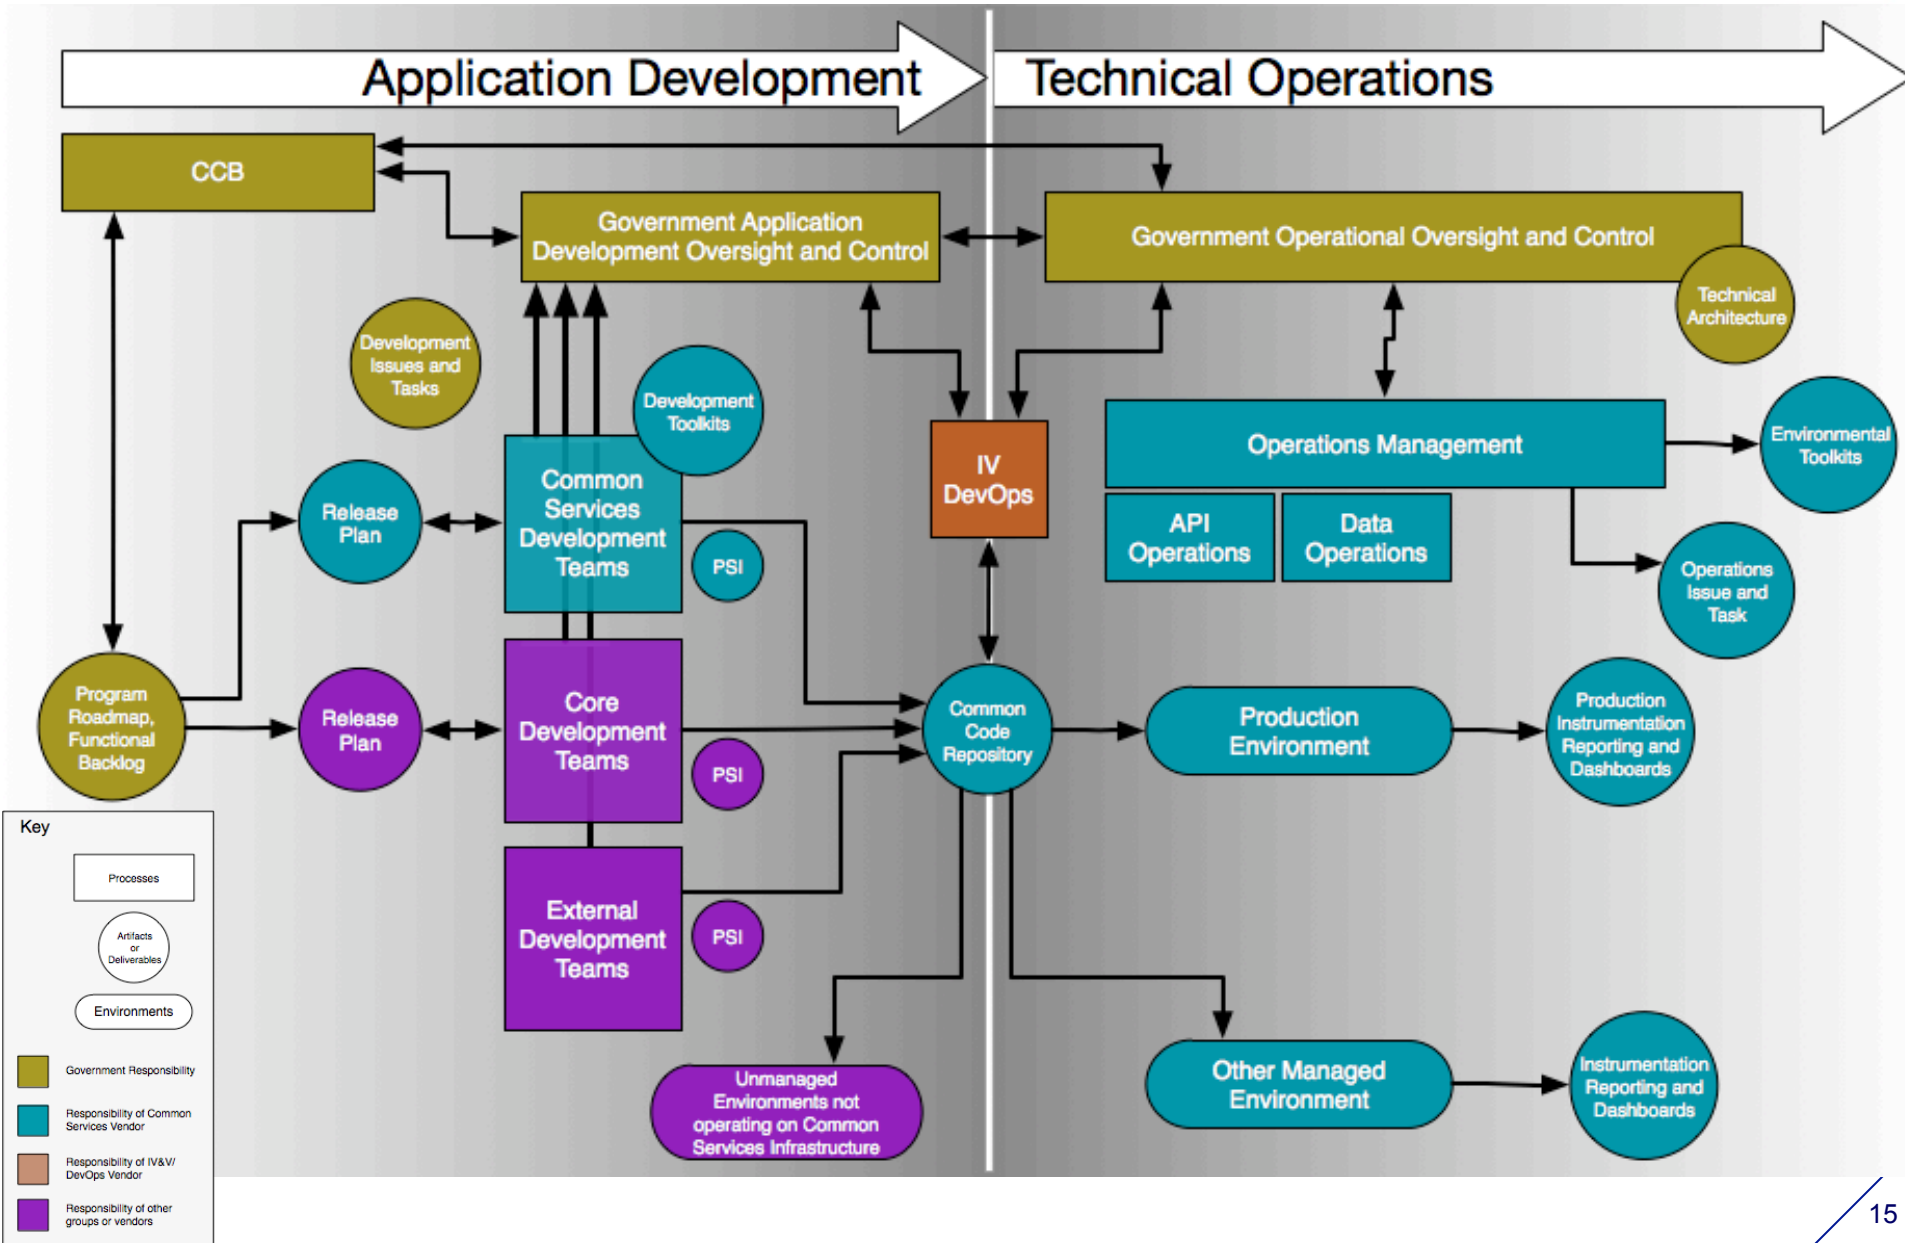 Application Development
Technical Operations
CCB
Government Application
Development Oversight and Control
Government Operational Oversight and Control
Technical
Architecture
Development
Issues and
Tasks
Development
Toolkits
Common
Services
Development
Teams
Release
Plan
PSI
IV
DevOps
Operations Management
API
Operations
Data
Operations
Environmental
Toolkits
Operations
Issue and
Task
Program
Roadmap,
Functional
Backlog
Release
Plan
Core
Development
Teams
PSI
Common
Code
Repository
Production
Environment
Production
Instrumentation
Reporting and
Dashboards
External
Development
Teams
PSI
Unmanaged
Environments not
operating on Common
Services Infrastructure
Other Managed
Environment
Instrumentation
Reporting and
Dashboards
Key
Processes
Artifacts
or
Deliverables
Environments
Government Responsibility
Responsibility of Common
Services Vendor
Responsibility of IV&V/
DevOps Vendor
Responsibility of other
groups or vendors
15